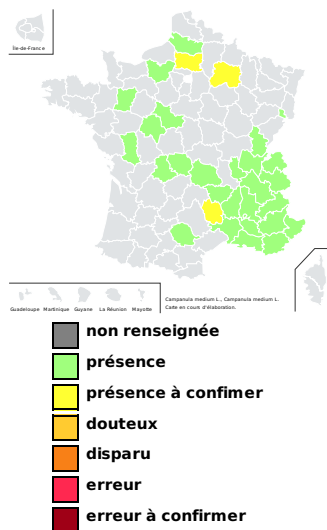 Île-de-France
Guadeloupe Martinique Guyane La Réunion Mayotte
Campanula medium L., Campanula medium L.
Carte en cours d'élaboration.
non renseignée
présence
présence à confimer
douteux
disparu
erreur
erreur à confirmer